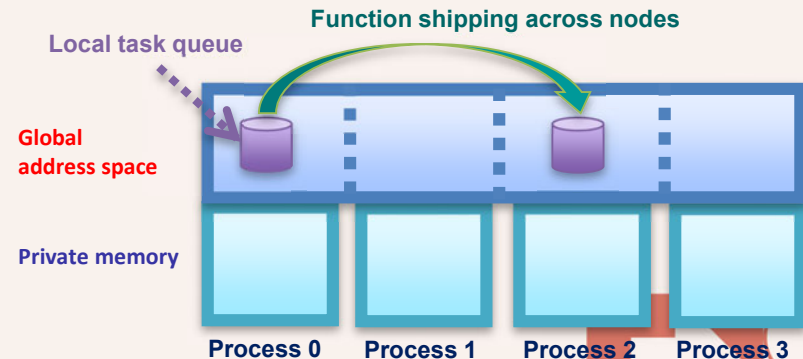 Function shipping across nodes
Local task queue
Global
address space
Private memory
Process 0 Process 1 Process 2 Process 3